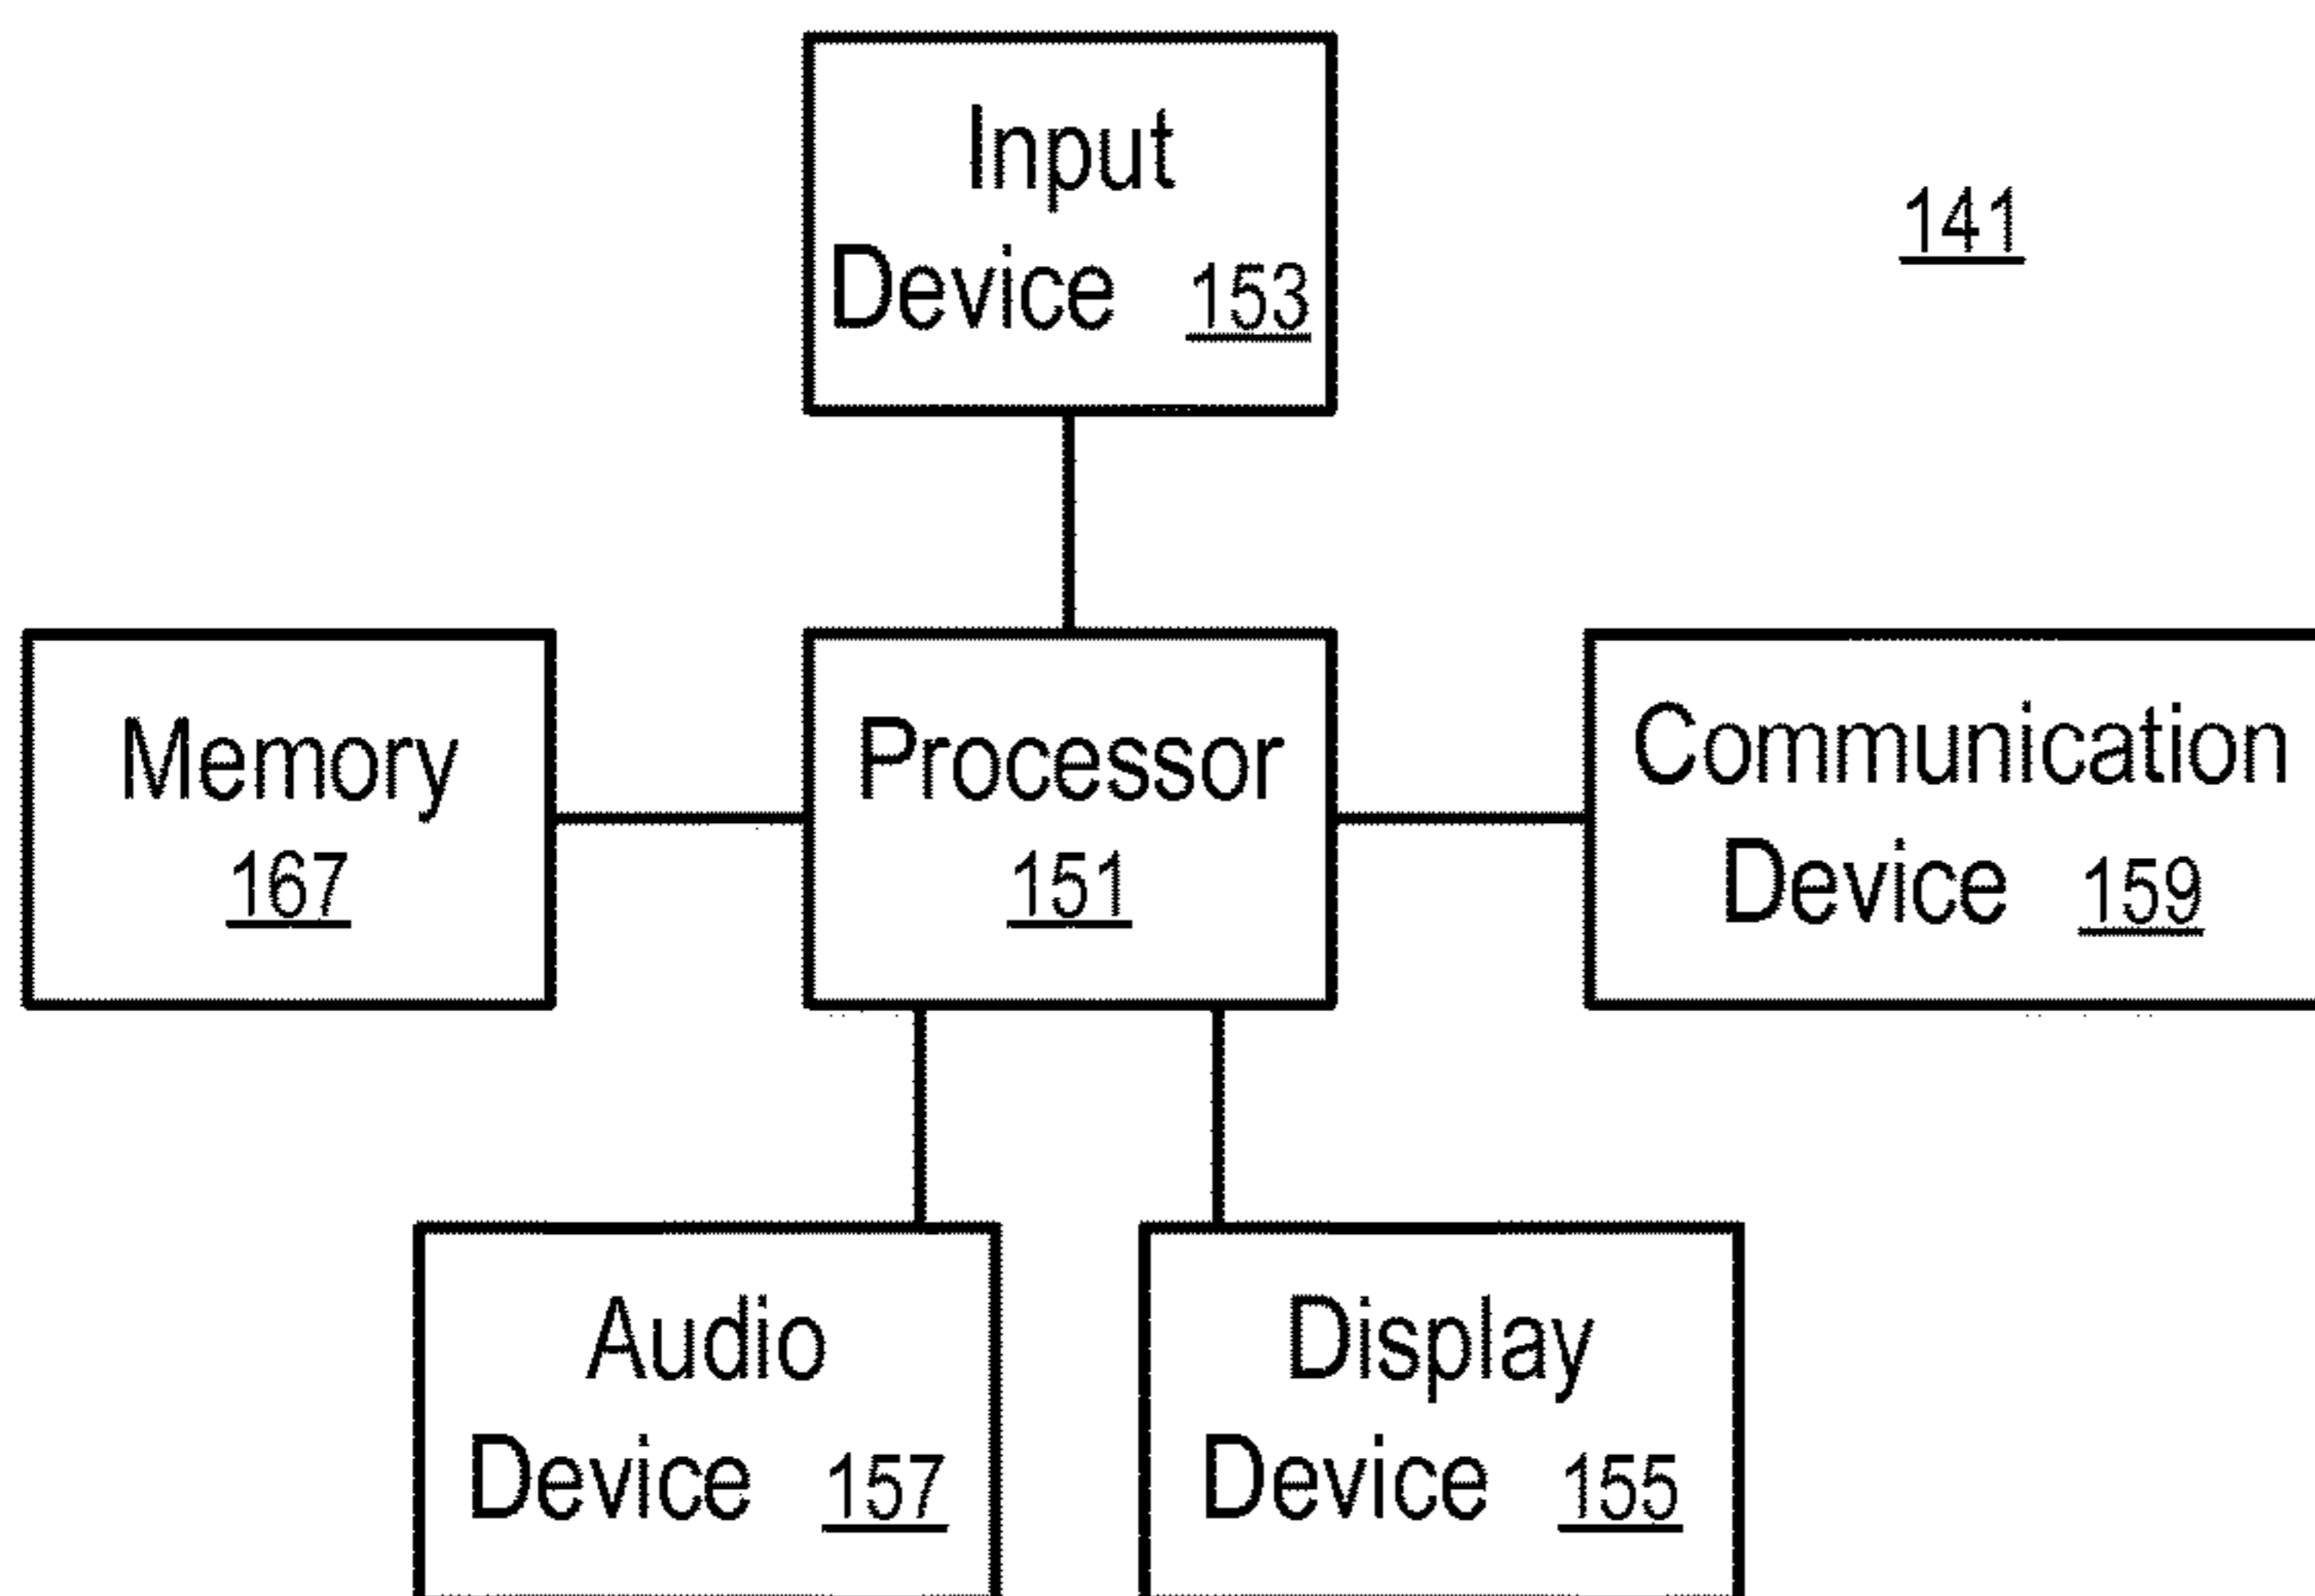 Input
Device 153
141
Memory
167
Processor
151
Communication
Device 159
Audio
Device 157
Display
Device 155